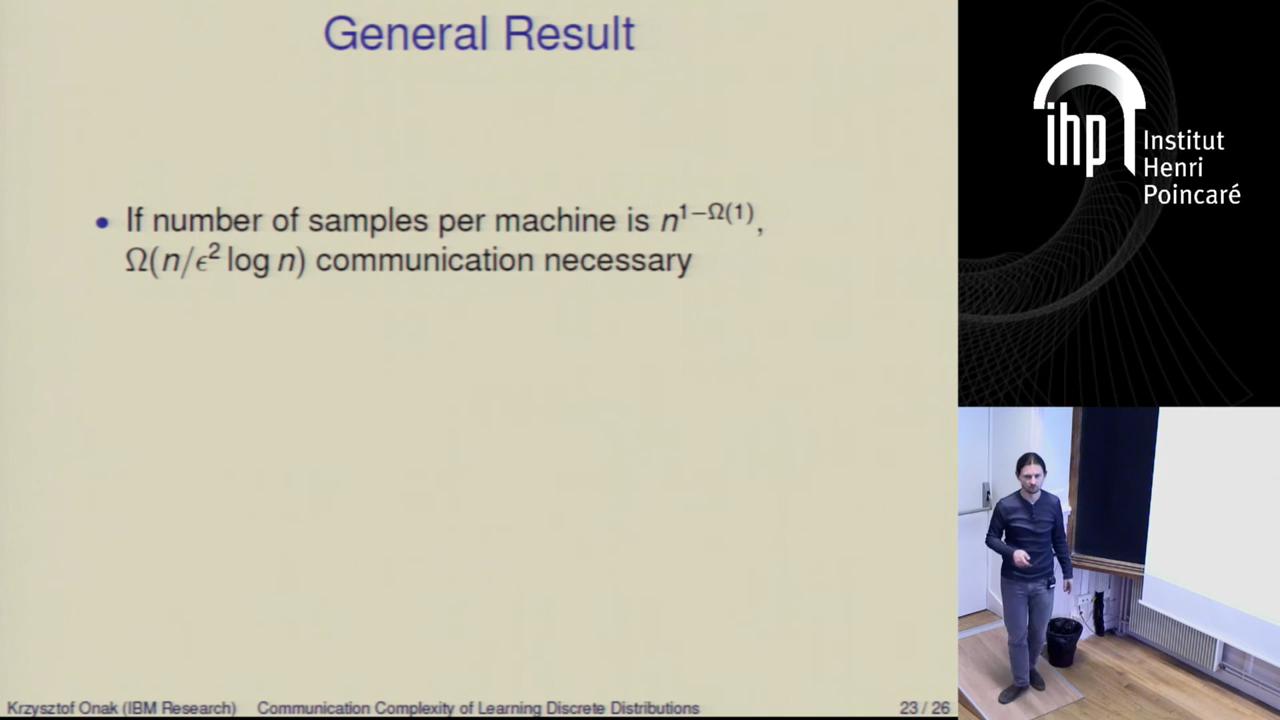 General Result
• If number of samples per machine is n^{1−Ω(1)},
Ω(n/ϵ² log n) communication necessary
Krzysztof Onak (IBM Research) Communication Complexity of Learning Discrete Distributions 23 / 26
ihp
Institut
Henri
Poincaré